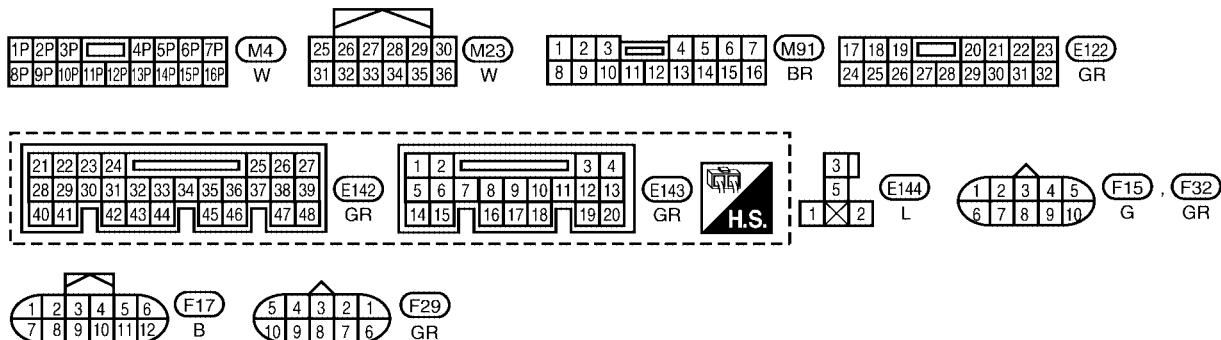 1P 2P 3P 4P 5P 6P 7P
8P 9P 10P 11P 12P 13P 14P 15P 16P
M4
W
25 26 27 28 29 30
31 32 33 34 35 36
M23
W
1 2 3 4 5 6 7
8 9 10 11 12 13 14 15 16
M91
BR
17 18 19 20 21 22 23
24 25 26 27 28 29 30 31 32
E122
GR
21 22 23 24 25 26 27
28 29 30 31 32 33 34 35 36 37 38 39
40 41 42 43 44 45 46 47 48
E142
GR
1 2 3 4
5 6 7 8 9 10 11 12 13
14 15 16 17 18 19 20
E143
GR
H.S.
3
5
1 2
E144
L
1 2 3 4 5
6 7 8 9 10
F15 , F32
G GR
1 2 3 4 5 6
7 8 9 10 11 12
F17
B
5 4 3 2 1
10 9 8 7 6
F29
GR